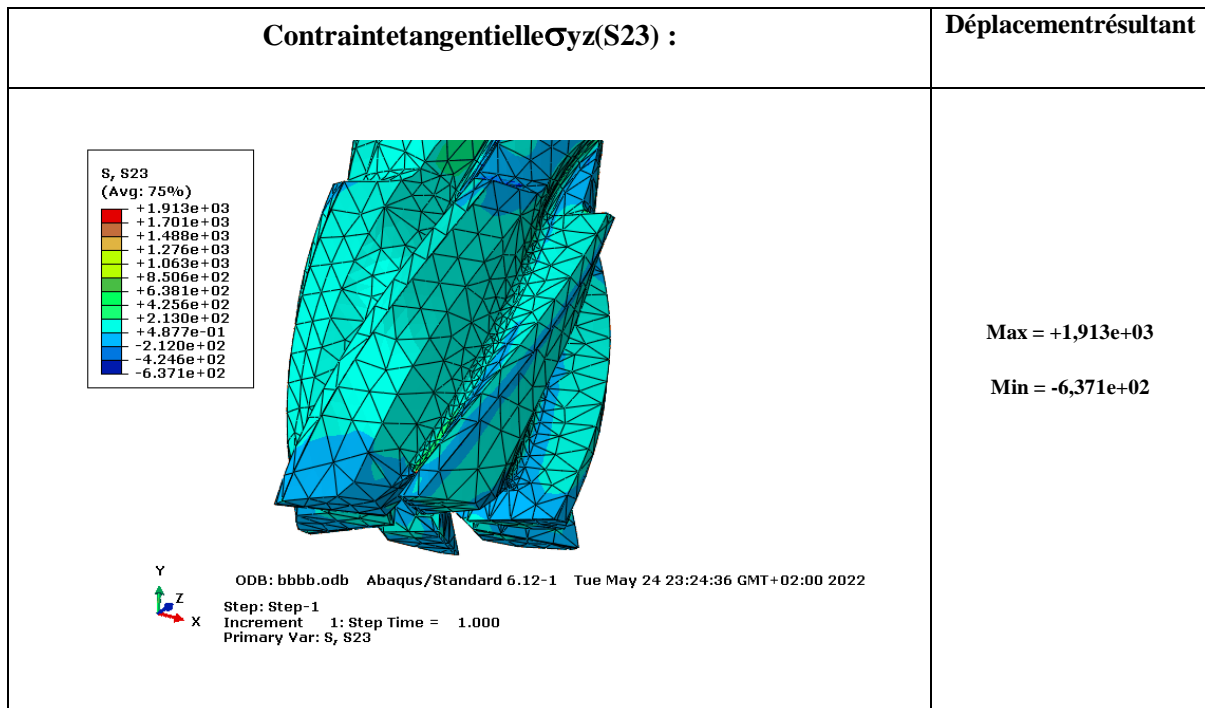 Contraintetangentielleσyz(S23) :
Déplacementrésultant
S, S23
(Avg: 75%)
+1.913e+03
+1.701e+03
+1.488e+03
+1.276e+03
+1.063e+03
+8.506e+02
+6.381e+02
+4.256e+02
+2.130e+02
+4.877e-01
-2.120e+02
-4.246e+02
-6.371e+02
Y
Z
X
ODB: bbbb.odb Abaqus/Standard 6.12-1 Tue May 24 23:24:36 GMT+02:00 2022
Step: Step-1
Increment 1: Step Time = 1.000
Primary Var: S, S23
Max = +1,913e+03
Min = -6,371e+02